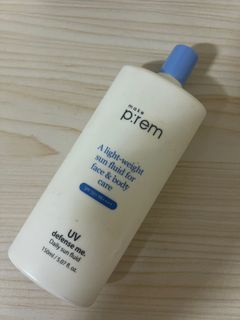 make
p:rem
A light-weight
sun fluid for
face & body
care
UV
defense me.
Daily sun fluid
150ml / 5.07 fl. oz.